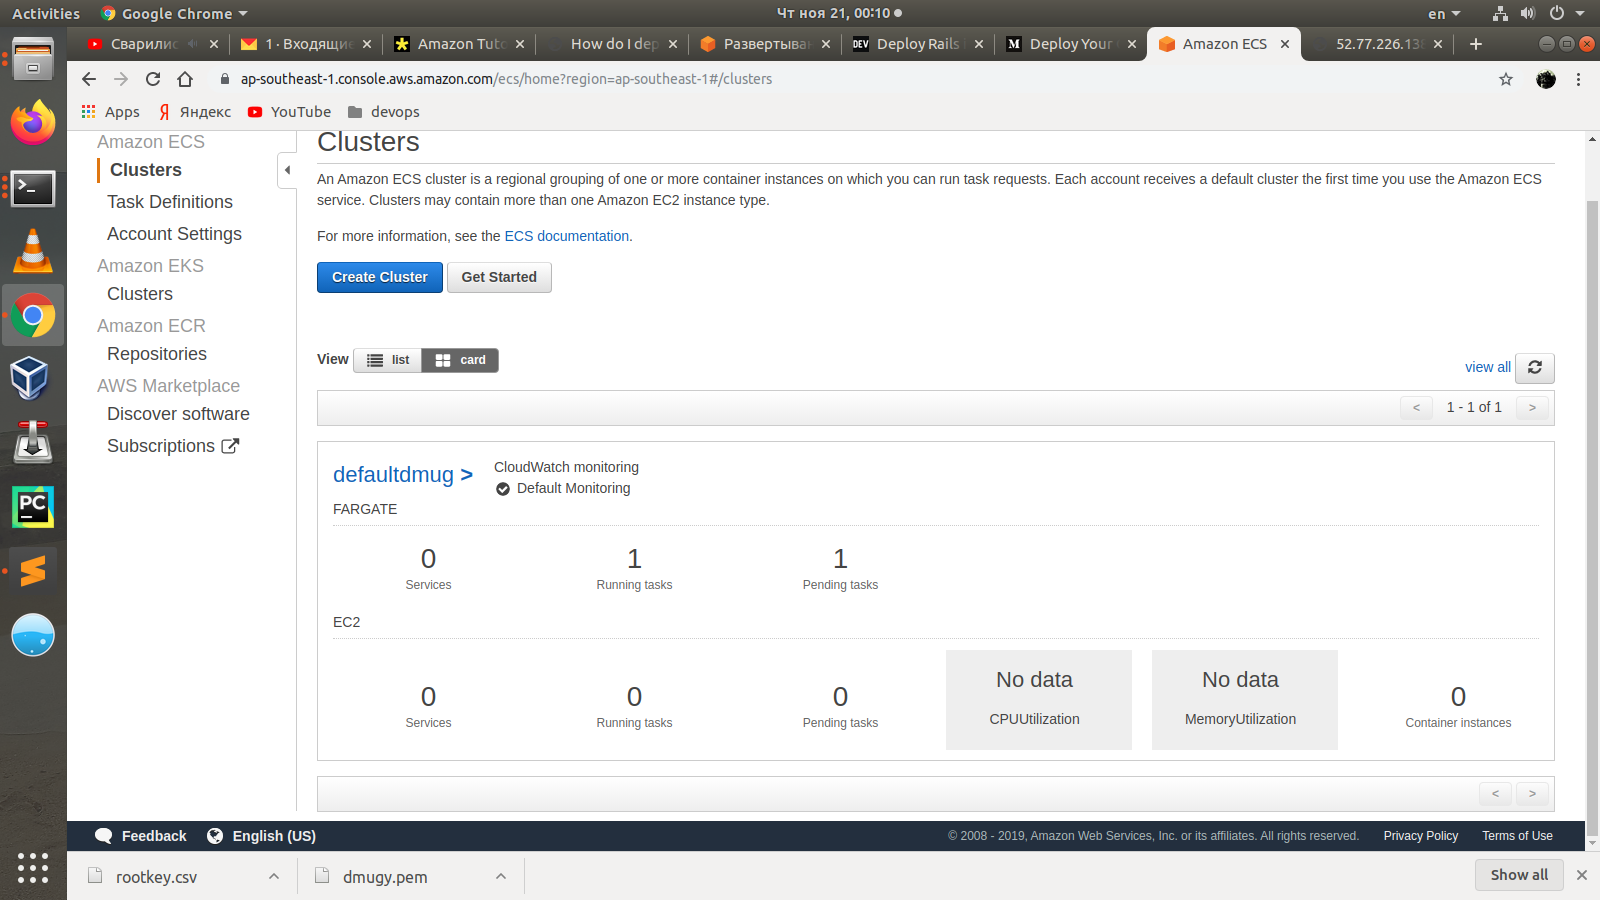 Activities
Google Chrome
Чт ноя 21, 00:10
en
Сварилис
1 · Входящие
Amazon Tuto
How do I dep
Развертыван
Deploy Rails
Deploy Your
Amazon ECS
52.77.226.138
ap-southeast-1.console.aws.amazon.com/ecs/home?region=ap-southeast-1#/clusters
Apps
Яндекс
YouTube
devops
Amazon ECS
Clusters
Task Definitions
Account Settings
Amazon EKS
Clusters
Amazon ECR
Repositories
AWS Marketplace
Discover software
Subscriptions
Clusters
An Amazon ECS cluster is a regional grouping of one or more container instances on which you can run task requests. Each account receives a default cluster the first time you use the Amazon ECS
service. Clusters may contain more than one Amazon EC2 instance type.
For more information, see the ECS documentation.
Create Cluster
Get Started
View
list
card
view all
< 1 - 1 of 1 >
defaultdmug >
CloudWatch monitoring
Default Monitoring
FARGATE
0
Services
1
Running tasks
1
Pending tasks
EC2
0
Services
0
Running tasks
0
Pending tasks
No data
CPUUtilization
No data
MemoryUtilization
0
Container instances
< >
Feedback
English (US)
© 2008 - 2019, Amazon Web Services, Inc. or its affiliates. All rights reserved.
Privacy Policy
Terms of Use
rootkey.csv
dmugy.pem
Show all